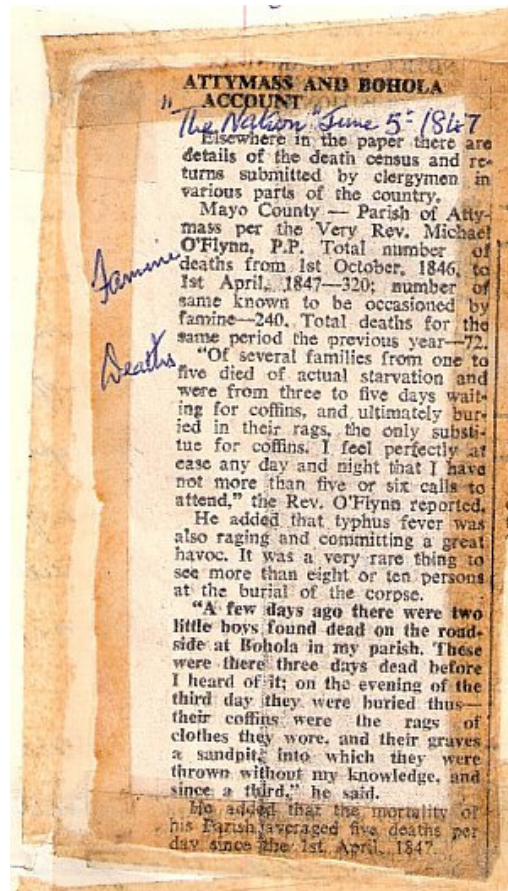 ATTYMASS AND BOHOLA
ACCOUNT
"The Nation" June 5= 1847
Elsewhere in the paper there are
details of the death census and re-
turns submitted by clergymen in
various parts of the country.
Mayo County — Parish of Atty-
mass per the Very Rev. Michael
O'Flynn, P.P. Total number of
deaths from 1st October, 1846, to
1st April, 1847—320; number of
same known to be occasioned by
famine—240. Total deaths for the
same period the previous year—72.
Famine
Deaths
"Of several families from one to
five died of actual starvation and
were from three to five days wait-
ing for coffins, and ultimately bur-
ied in their rags, the only substi-
tue for coffins. I feel perfectly at
ease any day and night that I have
not more than five or six calls to
attend," the Rev. O'Flynn reported.
He added that typhus fever was
also raging and committing a great
havoc. It was a very rare thing to
see more than eight or ten persons
at the burial of the corpse.
"A few days ago there were two
little boys found dead on the road-
side at Bohola in my parish. These
were there three days dead before
I heard of it; on the evening of the
third day they were buried thus—
their coffins were the rags of
clothes they wore, and their graves
a sandpit, into which they were
thrown without my knowledge, and
since a third," he said.
He added that the mortality of
his Parish averaged five deaths per
day since the 1st, April, 1847.